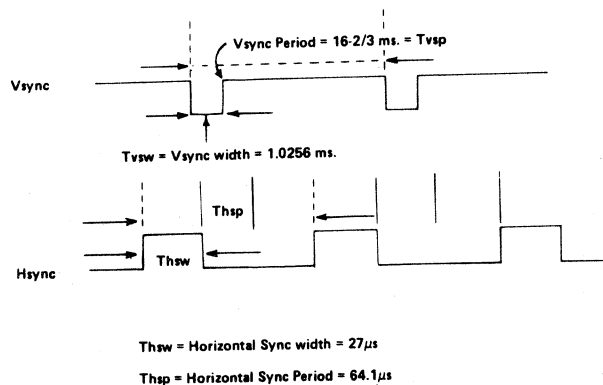 Vsync Period = 16-2/3 ms. = Tvsp
Vsync
Tvsw = Vsync width = 1.0256 ms.
Thsp
Thsw
Hsync
Thsw = Horizontal Sync width = 27µs
Thsp = Horizontal Sync Period = 64.1µs